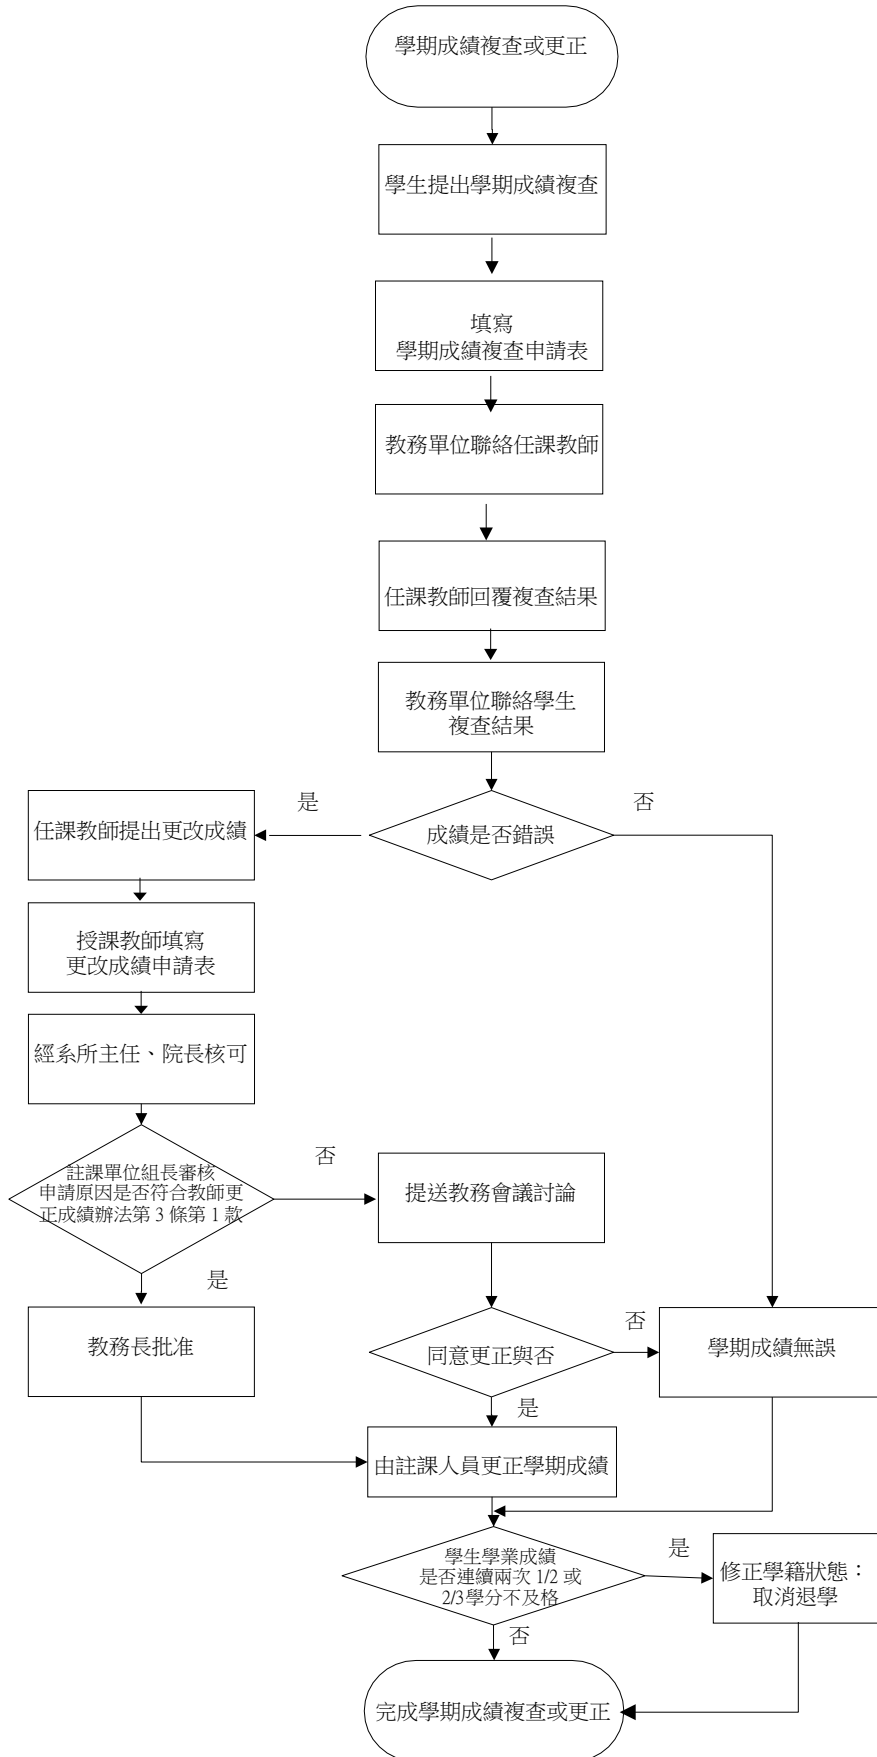 學期成績複查或更正
學生提出學期成績複查
填寫
學期成績複查申請表
教務單位聯絡任課教師
任課教師回覆複查結果
教務單位聯絡學生
複查結果
成績是否錯誤
是
否
任課教師提出更改成績
授課教師填寫
更改成績申請表
經系所主任、院長核可
註課單位組長審核
申請原因是否符合教師更
正成績辦法第 3 條第 1 款
否
是
提送教務會議討論
教務長批准
同意更正與否
否
是
學期成績無誤
由註課人員更正學期成績
學生學業成績
是否連續兩次 1/2 或
2/3 學分不及格
是
否
修正學籍狀態：
取消退學
完成學期成績複查或更正